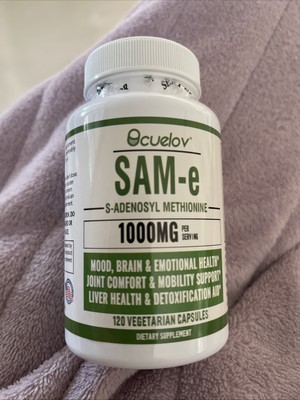 Ocuelov®
SAM-e
S-ADENOSYL METHIONINE
1000MG PER
SERVING
MOOD, BRAIN & EMOTIONAL HEALTH*
JOINT COMFORT & MOBILITY SUPPORT*
LIVER HEALTH & DETOXIFICATION AID*
120 VEGETARIAN CAPSULES
DIETARY SUPPLEMENT